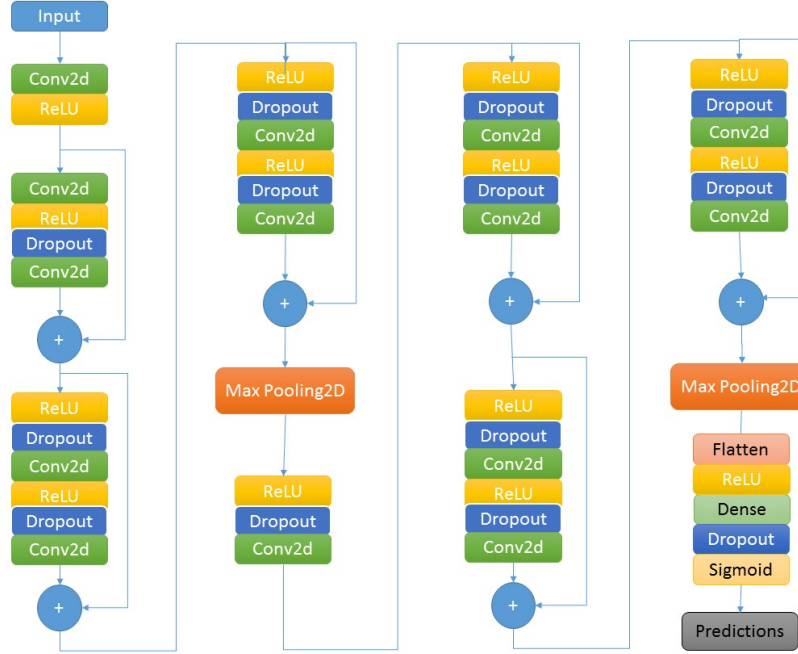 Input
Conv2d
ReLU
Conv2d
ReLU
Dropout
Conv2d
+
ReLU
Dropout
Conv2d
ReLU
Dropout
Conv2d
+
ReLU
Dropout
Conv2d
ReLU
Dropout
Conv2d
+
Max Pooling2D
ReLU
Dropout
Conv2d
ReLU
Dropout
Conv2d
ReLU
Dropout
Conv2d
+
ReLU
Dropout
Conv2d
ReLU
Dropout
Conv2d
+
ReLU
Dropout
Conv2d
ReLU
Dropout
Conv2d
+
Max Pooling2D
Flatten
ReLU
Dense
Dropout
Sigmoid
Predictions